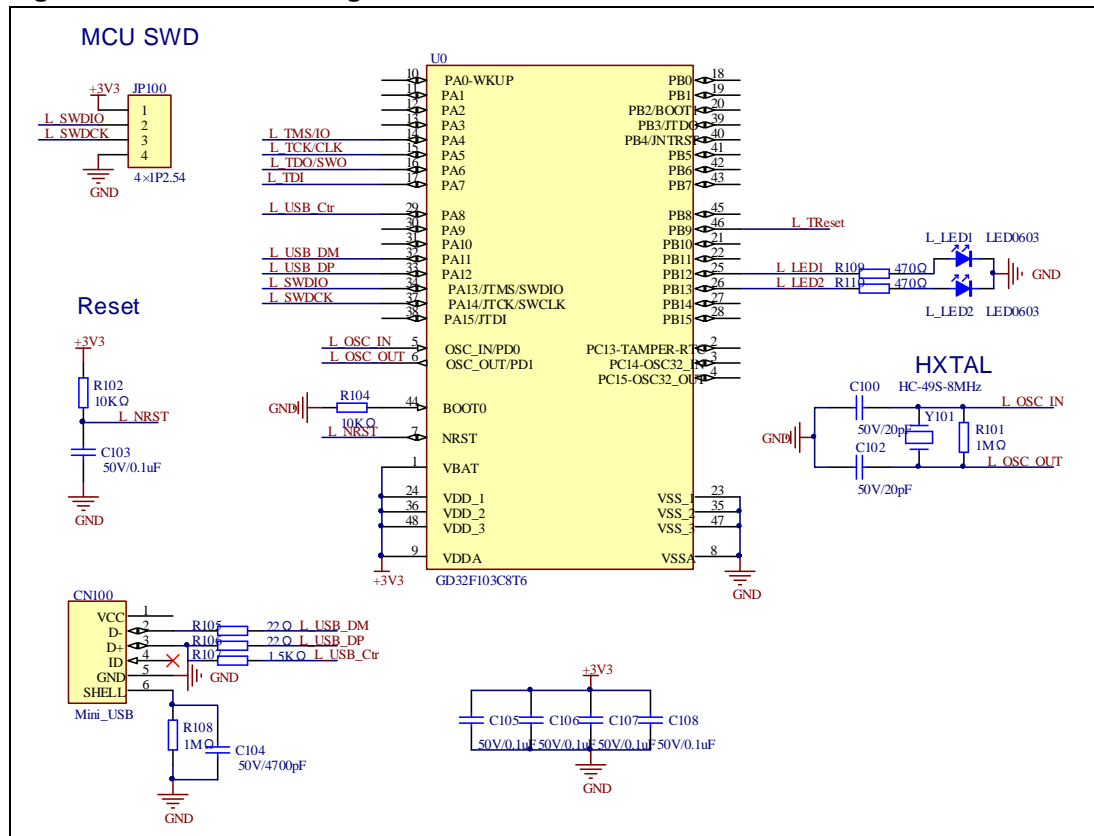 MCU SWD
+3V3
JP100
1
L_SWDIO
2
L_SWDCK
3
4
GND
4×1P2.54
Reset
+3V3
R102
10KΩ
L_NRST
C103
50V/0.1uF
GND
U0
10 PA0-WKUP
11 PA1
12 PA2
13 PA3
L_TMS/IO 14 PA4
L_TCK/CLK 15 PA5
L_TDO/SWO 16 PA6
L_TDI 17 PA7
L_USB_Ctr 29 PA8
30 PA9
31 PA10
L_USB_DM 32 PA11
L_USB_DP 33 PA12
L_SWDIO 34 PA13/JTMS/SWDIO
L_SWDCK 37 PA14/JTCK/SWCLK
38 PA15/JTDI
L_OSC_IN 5 OSC_IN/PD0
L_OSC_OUT 6 OSC_OUT/PD1
GND R104 10KΩ 44 BOOT0
L_NRST 7 NRST
1 VBAT
24 VDD_1
36 VDD_2
48 VDD_3
9 VDDA
+3V3
GD32F103C8T6
PB0 18
PB1 19
PB2/BOOT1 20
PB3/JTDO 39
PB4/JNTRST 40
PB5 41
PB6 42
PB7 43
PB8 45
PB9 46 L_TReset
PB10 21
PB11 22
PB12 25 L_LED1 R109 470Ω
PB13 26 L_LED2 R110 470Ω
PB14 27
PB15 28
PC13-TAMPER-RTC 2
PC14-OSC32_IN 3
PC15-OSC32_OUT 4
VSS_1 23
VSS_2 35
VSS_3 47
VSSA 8
GND
L_LED1 LED0603
GND
L_LED2 LED0603
HXTAL
HC-49S-8MHz
C100
50V/20pF
L_OSC_IN
Y101
R101
1MΩ
GND
C102
50V/20pF
L_OSC_OUT
CN100
VCC 1
D- 2 R105 22Ω L_USB_DM
D+ 3 R106 22Ω L_USB_DP
ID 4 R107 1.5KΩ L_USB_Ctr
GND 5 GND
SHELL 6
Mini_USB
R108
1MΩ
C104
50V/4700pF
GND
+3V3
C105 C106 C107 C108
50V/0.1uF 50V/0.1uF 50V/0.1uF 50V/0.1uF
GND